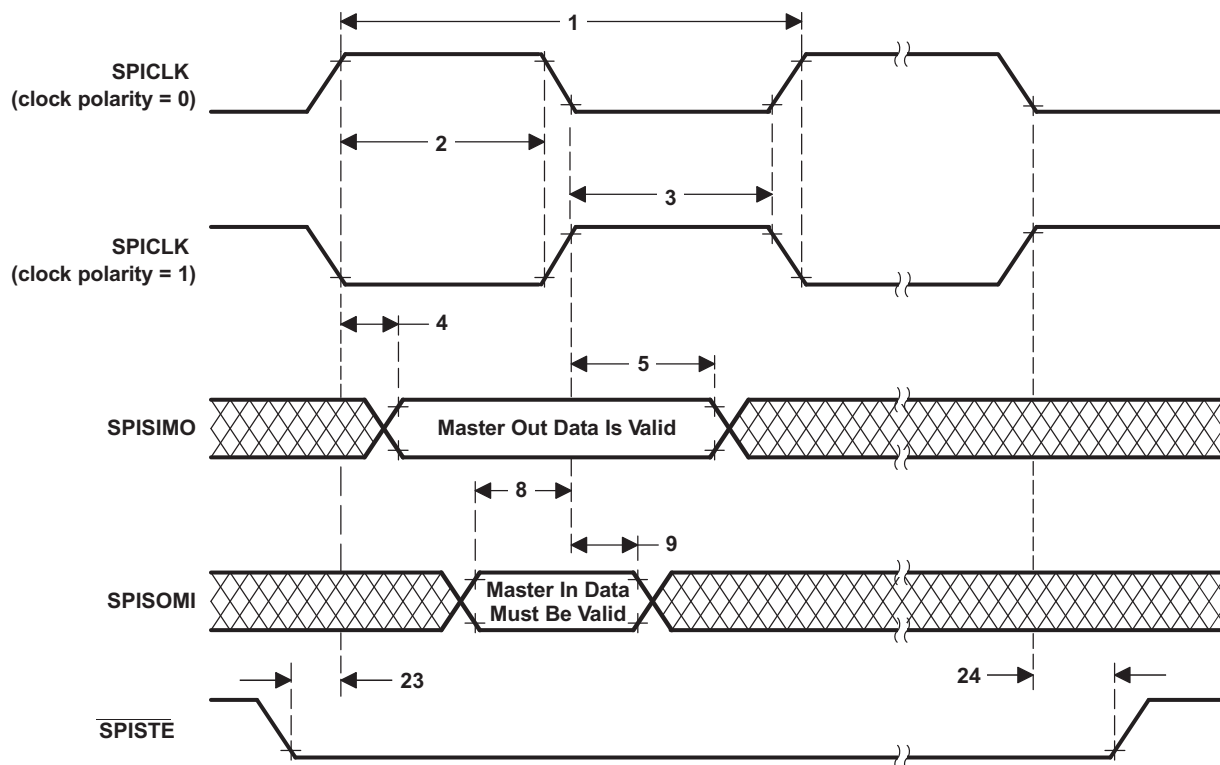 1
SPICLK
(clock polarity = 0)
2
3
SPICLK
(clock polarity = 1)
4
5
SPISIMO
Master Out Data Is Valid
8
9
SPISOMI
Master In Data
Must Be Valid
23
24
SPISTE